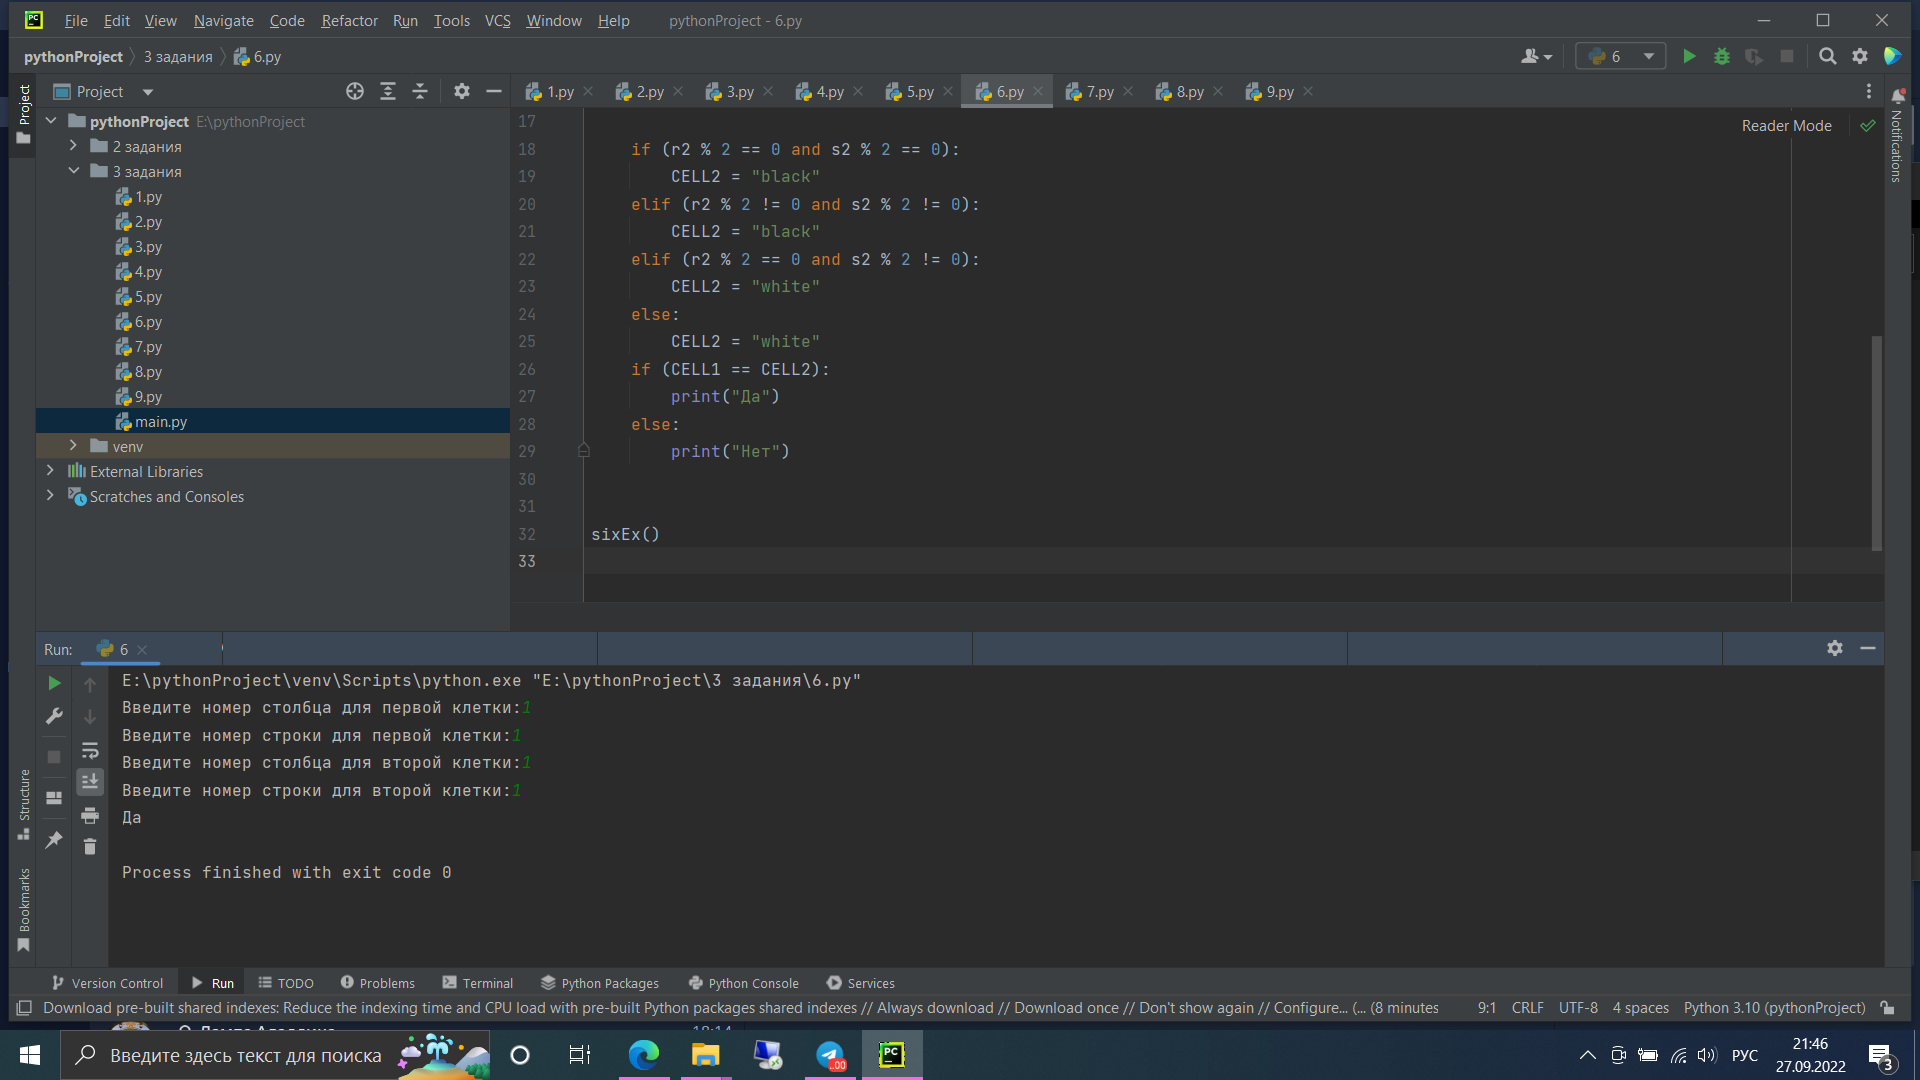 File Edit View Navigate Code Refactor Run Tools VCS Window Help pythonProject - 6.py
pythonProject 3 задания 6.py
6
Project
1.py 2.py 3.py 4.py 5.py 6.py 7.py 8.py 9.py
Project
pythonProject E:\pythonProject
2 задания
3 задания
1.py
2.py
3.py
4.py
5.py
6.py
7.py
8.py
9.py
main.py
venv
External Libraries
Scratches and Consoles
Reader Mode
Notifications
17
18 if (r2 % 2 == 0 and s2 % 2 == 0):
19 CELL2 = "black"
20 elif (r2 % 2 != 0 and s2 % 2 != 0):
21 CELL2 = "black"
22 elif (r2 % 2 == 0 and s2 % 2 != 0):
23 CELL2 = "white"
24 else:
25 CELL2 = "white"
26 if (CELL1 == CELL2):
27 print("Да")
28 else:
29 print("Нет")
30
31
32 sixEx()
33
Run: 6
E:\pythonProject\venv\Scripts\python.exe "E:\pythonProject\3 задания\6.py"
Введите номер столбца для первой клетки:1
Введите номер строки для первой клетки:1
Введите номер столбца для второй клетки:1
Введите номер строки для второй клетки:1
Да
Process finished with exit code 0
Structure
Bookmarks
Version Control Run TODO Problems Terminal Python Packages Python Console Services
Download pre-built shared indexes: Reduce the indexing time and CPU load with pre-built Python packages shared indexes // Always download // Download once // Don't show again // Configure... (... (8 minutes 9:1 CRLF UTF-8 4 spaces Python 3.10 (pythonProject)
Введите здесь текст для поиска
PC
.00
РУС
21:46
27.09.2022
3